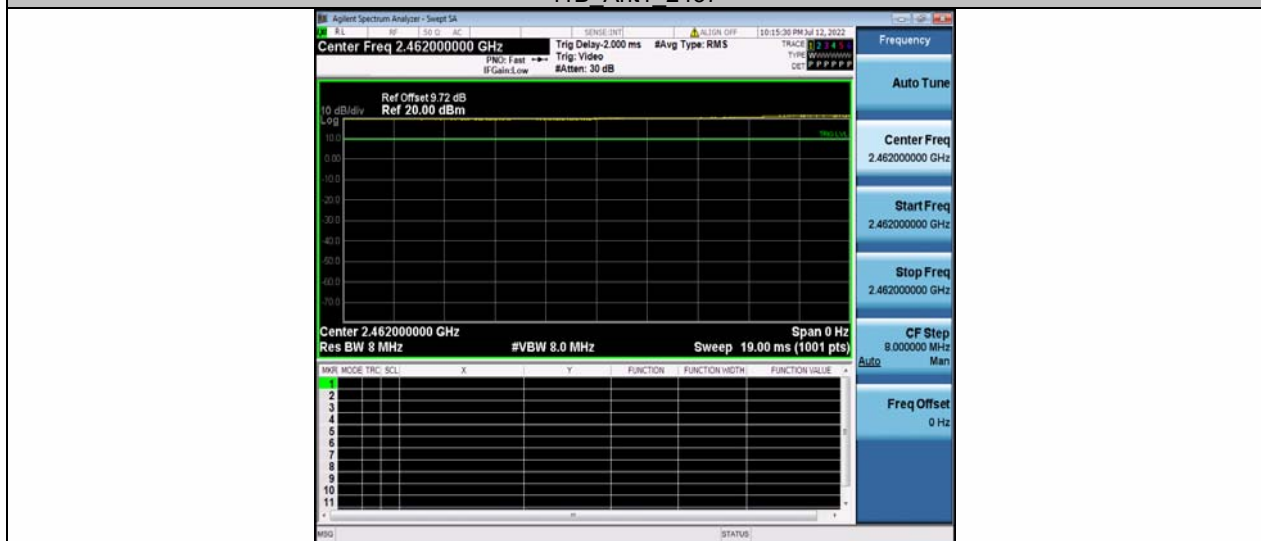 Agilent Spectrum Analyzer - Swept SA
RL RF 50 Ω AC SENSE:INT ALIGN OFF 10:15:30 PM Jul 12, 2022
Center Freq 2.462000000 GHz
PNO: Fast
IFGain:Low
Trig Delay-2.000 ms
Trig: Video
#Atten: 30 dB
#Avg Type: RMS
TRACE 1 2 3 4 5 6
TYPE
DET P P P P P P
Ref Offset 9.72 dB
10 dB/div Ref 20.00 dBm
Log
10.0
TRIG LVL
0.00
-10.0
-20.0
-30.0
-40.0
-50.0
-60.0
-70.0
Center 2.462000000 GHz Span 0 Hz
Res BW 8 MHz #VBW 8.0 MHz Sweep 19.00 ms (1001 pts)
MKR MODE TRC SCL X Y FUNCTION FUNCTION WIDTH FUNCTION VALUE
1
2
3
4
5
6
7
8
9
10
11
MSG STATUS
Frequency
Auto Tune
Center Freq
2.462000000 GHz
Start Freq
2.462000000 GHz
Stop Freq
2.462000000 GHz
CF Step
8.000000 MHz
Auto Man
Freq Offset
0 Hz